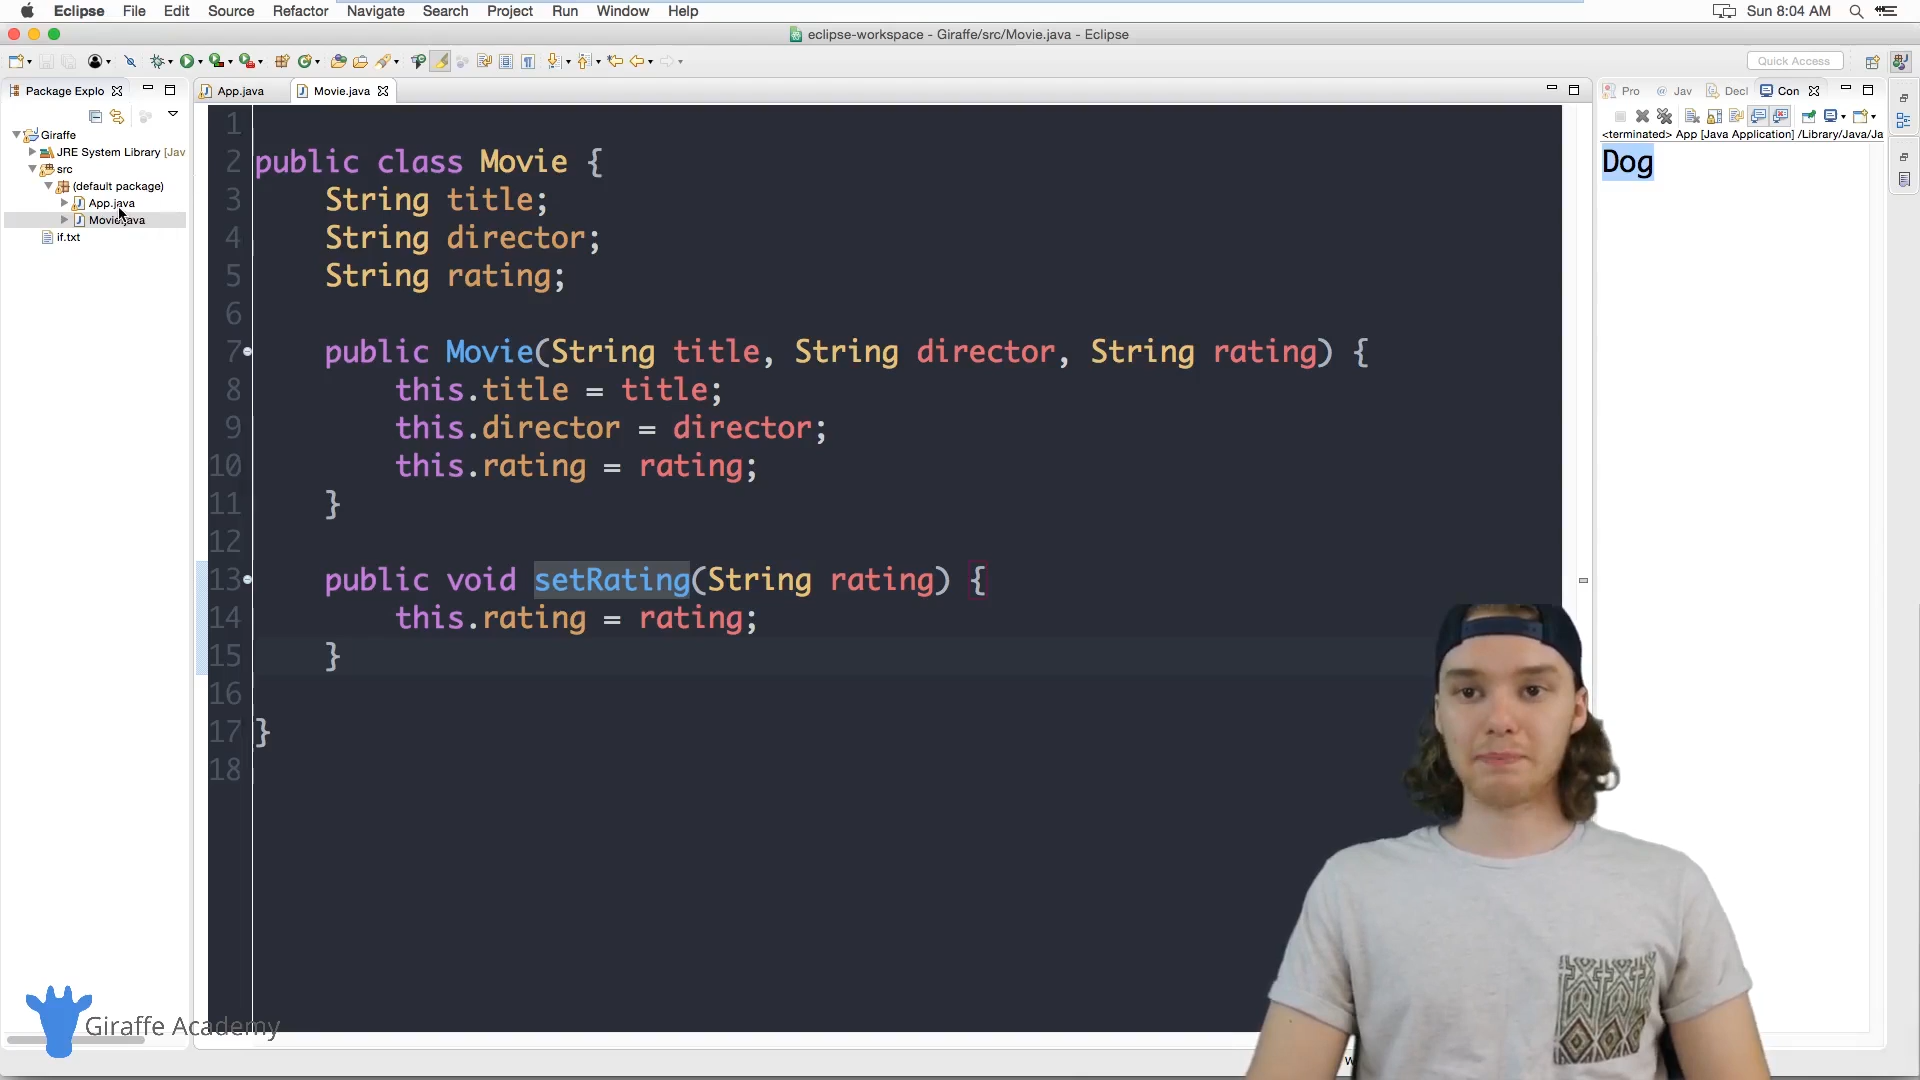 Eclipse File Edit Source Refactor Navigate Search Project Run Window Help Sun 8:04 AM
eclipse-workspace - Giraffe/src/Movie.java - Eclipse
Quick Access
Package Explo App.java Movie.java Pro Jav Decl Con
<terminated> App [Java Application] /Library/Java/Ja
Dog
Giraffe
JRE System Library [Jav
src
(default package)
App.java
Movie.java
if.txt
1
2 public class Movie {
3 String title;
4 String director;
5 String rating;
6
7 public Movie(String title, String director, String rating) {
8 this.title = title;
9 this.director = director;
10 this.rating = rating;
11 }
12
13 public void setRating(String rating) {
14 this.rating = rating;
15 }
16
17 }
18
Giraffe Academy